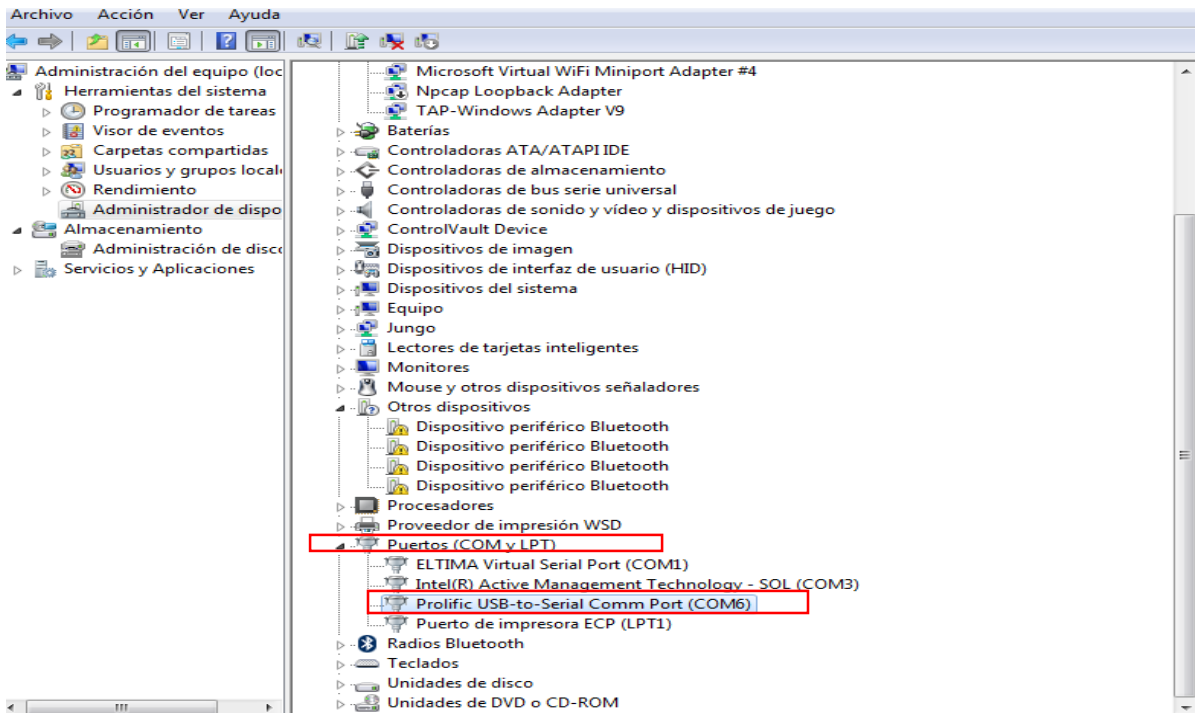 Archivo Acción Ver Ayuda
Administración del equipo (loc
Herramientas del sistema
Programador de tareas
Visor de eventos
Carpetas compartidas
Usuarios y grupos local
Rendimiento
Administrador de dispo
Almacenamiento
Administración de disc
Servicios y Aplicaciones
Microsoft Virtual WiFi Miniport Adapter #4
Npcap Loopback Adapter
TAP-Windows Adapter V9
Baterías
Controladoras ATA/ATAPI IDE
Controladoras de almacenamiento
Controladoras de bus serie universal
Controladoras de sonido y vídeo y dispositivos de juego
ControlVault Device
Dispositivos de imagen
Dispositivos de interfaz de usuario (HID)
Dispositivos del sistema
Equipo
Jungo
Lectores de tarjetas inteligentes
Monitores
Mouse y otros dispositivos señaladores
Otros dispositivos
Dispositivo periférico Bluetooth
Dispositivo periférico Bluetooth
Dispositivo periférico Bluetooth
Dispositivo periférico Bluetooth
Procesadores
Proveedor de impresión WSD
Puertos (COM y LPT)
ELTIMA Virtual Serial Port (COM1)
Intel(R) Active Management Technology - SOL (COM3)
Prolific USB-to-Serial Comm Port (COM6)
Puerto de impresora ECP (LPT1)
Radios Bluetooth
Teclados
Unidades de disco
Unidades de DVD o CD-ROM